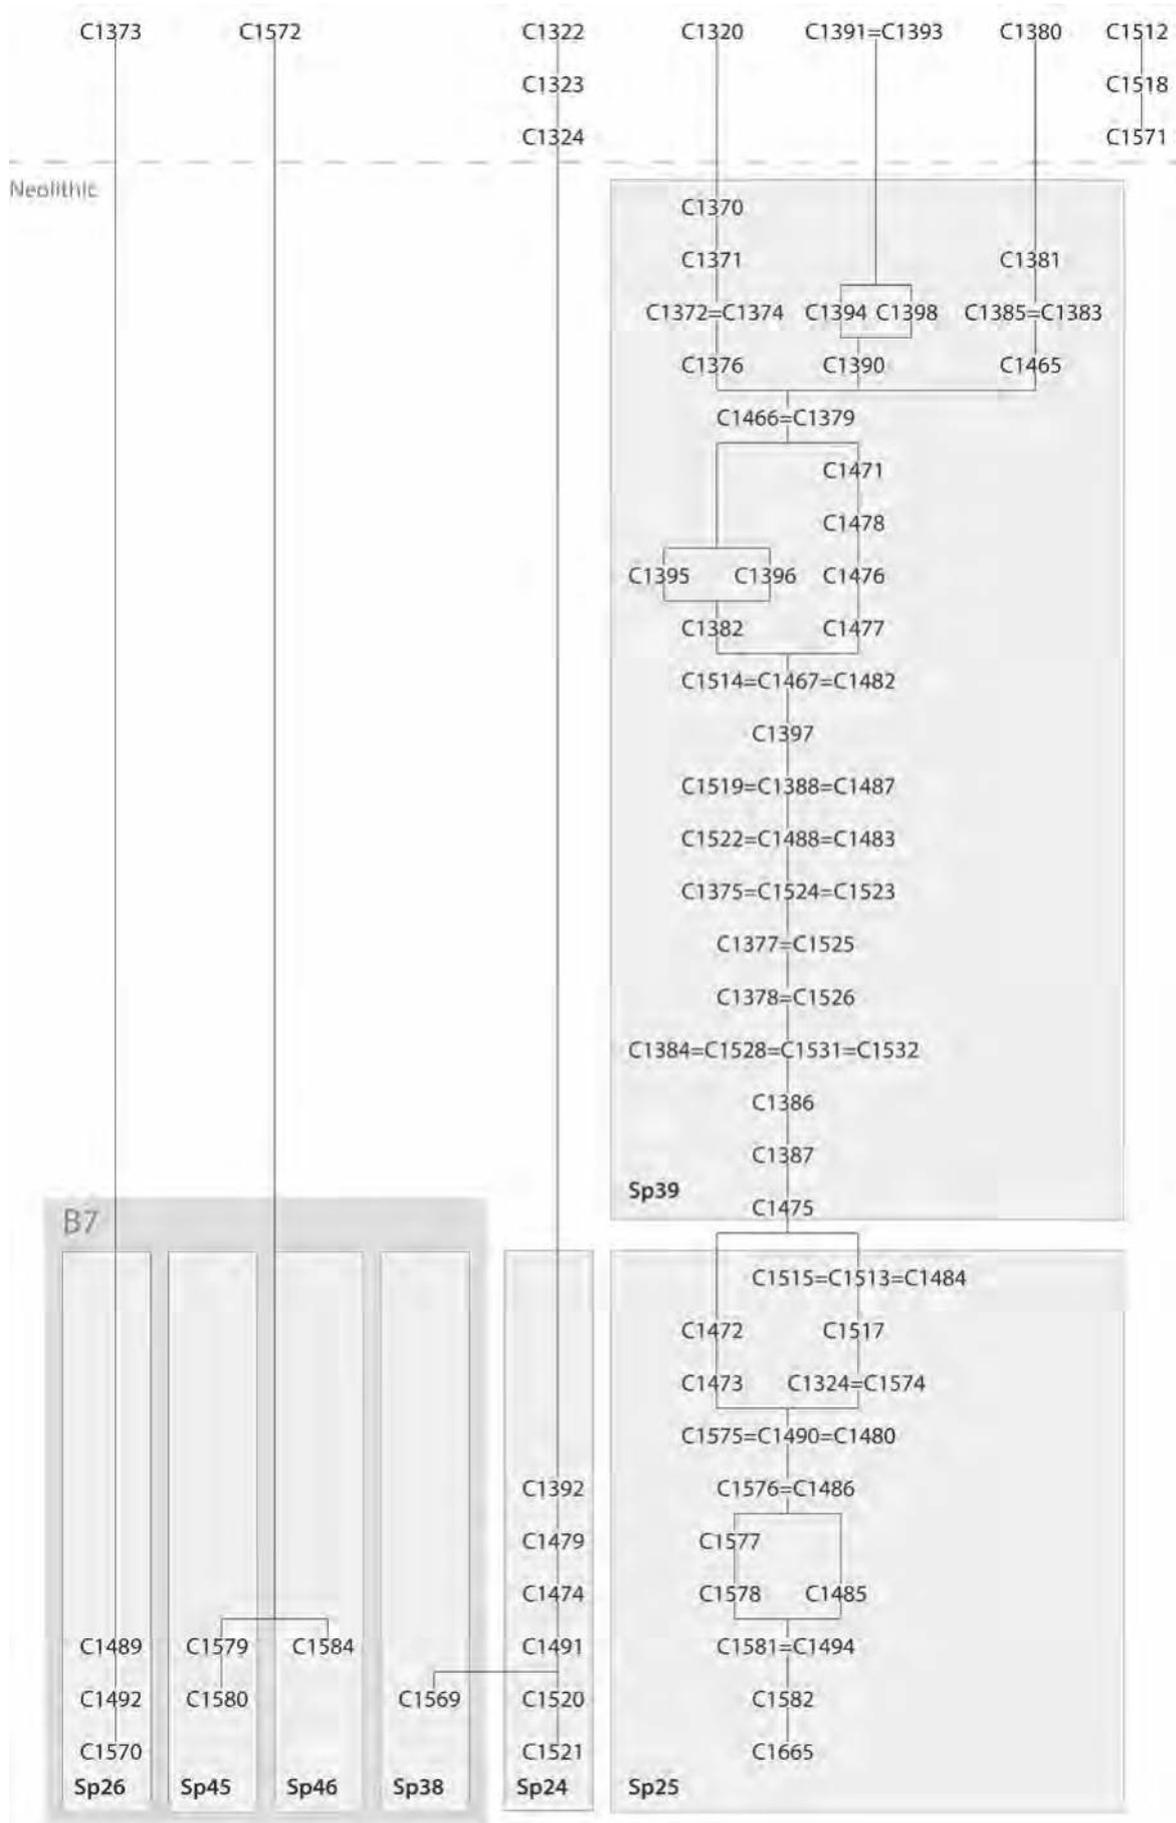 C1373 C1572 C1322 C1320 C1391=C1393 C1380 C1512
C1323 C1518
C1324 C1571
Neolithic
C1370
C1371 C1381
C1372=C1374 C1394 C1398 C1385=C1383
C1376 C1390 C1465
C1466=C1379
C1471
C1478
C1395 C1396 C1476
C1382 C1477
C1514=C1467=C1482
C1397
C1519=C1388=C1487
C1522=C1488=C1483
C1375=C1524=C1523
C1377=C1525
C1378=C1526
C1384=C1528=C1531=C1532
C1386
C1387
Sp39
C1475
B7
C1515=C1513=C1484
C1472 C1517
C1473 C1324=C1574
C1575=C1490=C1480
C1392 C1576=C1486
C1479 C1577
C1474 C1578 C1485
C1489 C1579 C1584 C1491 C1581=C1494
C1492 C1580 C1569 C1520 C1582
C1570 C1521 C1665
Sp26 Sp45 Sp46 Sp38 Sp24 Sp25